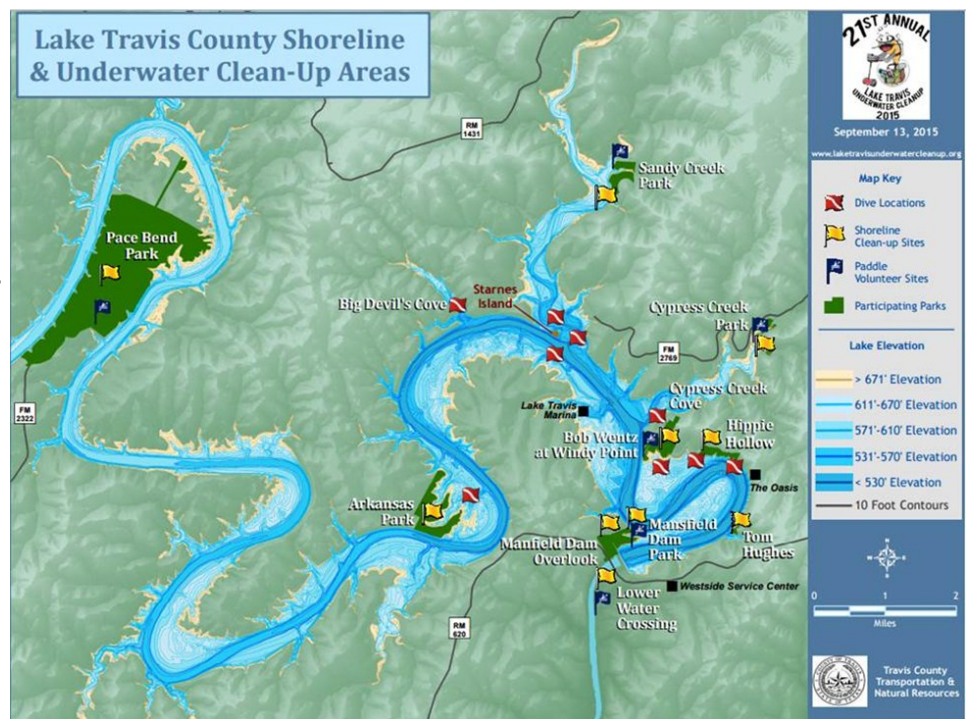 Lake Travis County Shoreline
& Underwater Clean-Up Areas
RM
1431
Sandy Creek
Park
Pace Bend
Park
Starnes
Island
Big Devil's Cove
Cypress Creek
Park
FM
2769
FM
2322
Cypress Creek
Cove
Lake Travis
Marina
Bob Wentz
at Windy Point
Hippie
Hollow
The Oasis
Arkansas
Park
Mansfield
Dam
Park
Tom
Hughes
Manfield Dam
Overlook
Westside Service Center
Lower
Water
Crossing
RM
620
21ST ANNUAL
LAKE TRAVIS
UNDERWATER CLEANUP
2015
September 13, 2015
www.laketravisunderwatercleanup.org
Map Key
Dive Locations
Shoreline
Clean-up Sites
Paddle
Volunteer Sites
Participating Parks
Lake Elevation
> 671' Elevation
611'-670' Elevation
571'-610' Elevation
531'-570' Elevation
< 530' Elevation
10 Foot Contours
N
W
E
S
0 1 2
Miles
Travis County
Transportation &
Natural Resources